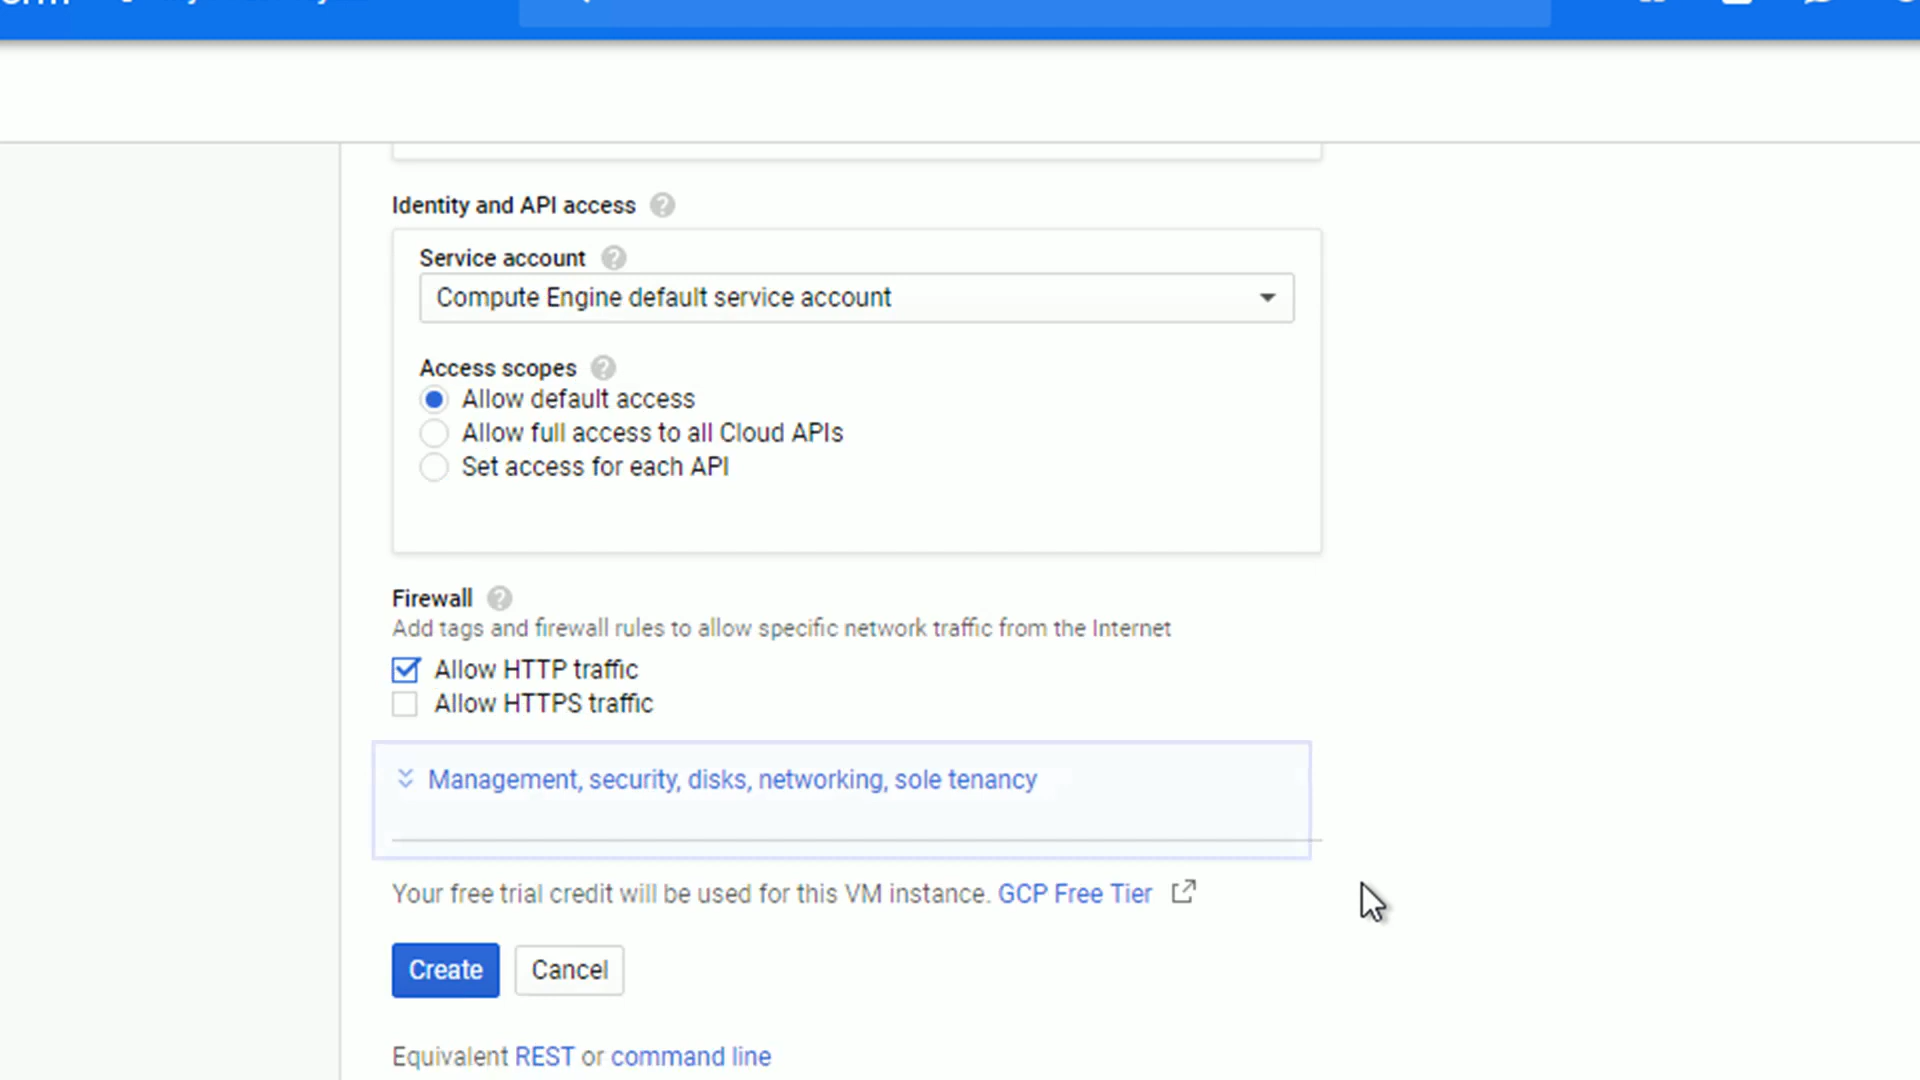 Identity and API access
Service account
Compute Engine default service account
Access scopes
Allow default access
Allow full access to all Cloud APIs
Set access for each API
Firewall
Add tags and firewall rules to allow specific network traffic from the Internet
Allow HTTP traffic
Allow HTTPS traffic
Management, security, disks, networking, sole tenancy
Your free trial credit will be used for this VM instance. GCP Free Tier
Create Cancel
Equivalent REST or command line